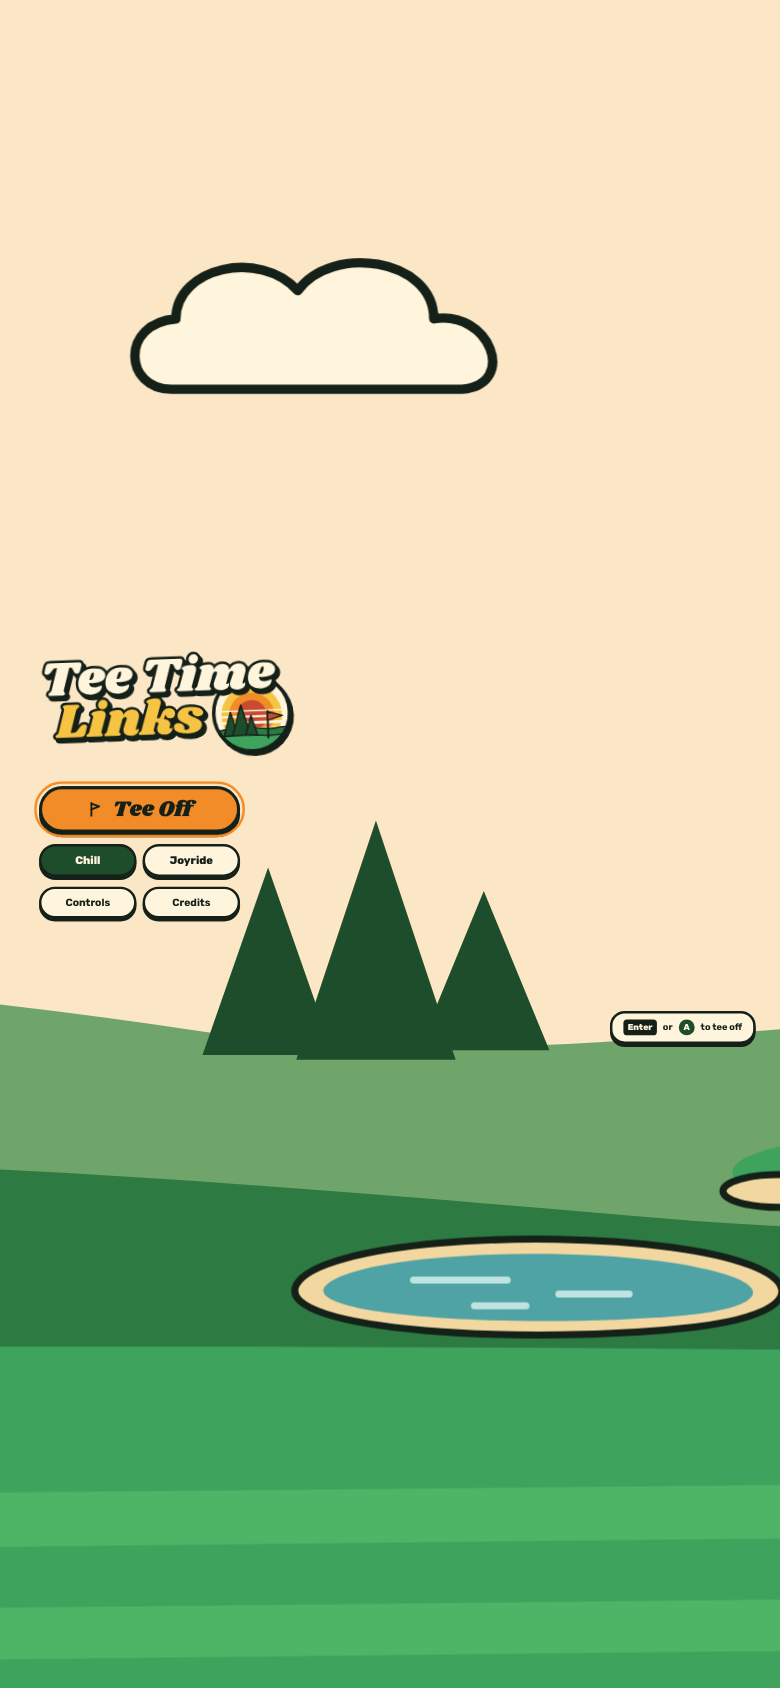 Tee Time
Links
Tee Off
Chill
Joyride
Controls
Credits
Enter or A to tee off